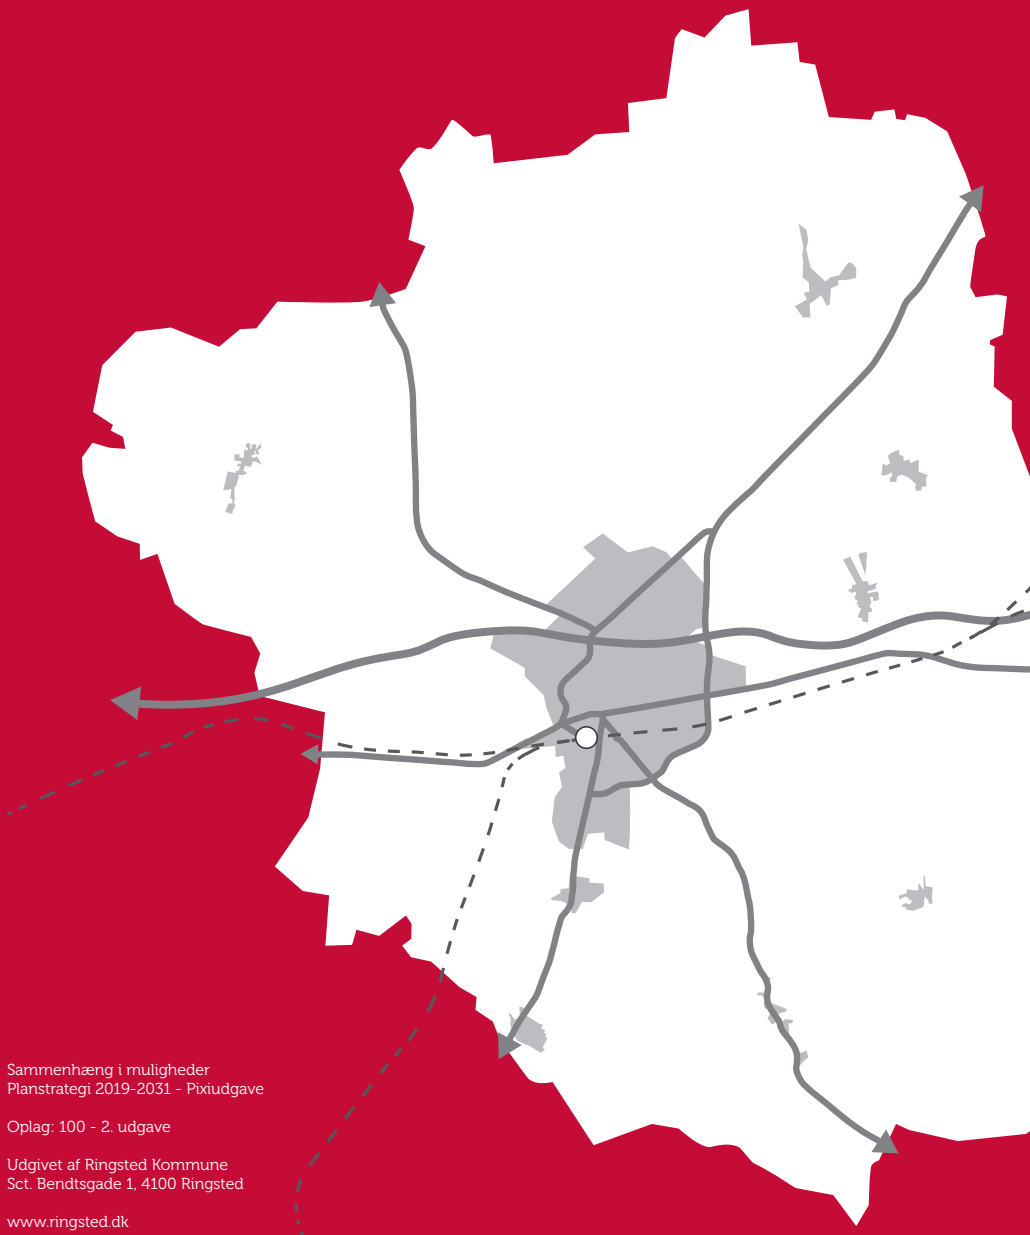 Sammenhæng i muligheder
Planstrategi 2019-2031 - Pixiudgave
Oplag: 100 - 2. udgave
Udgivet af Ringsted Kommune
Sct. Bendtsgade 1, 4100 Ringsted
www.ringsted.dk